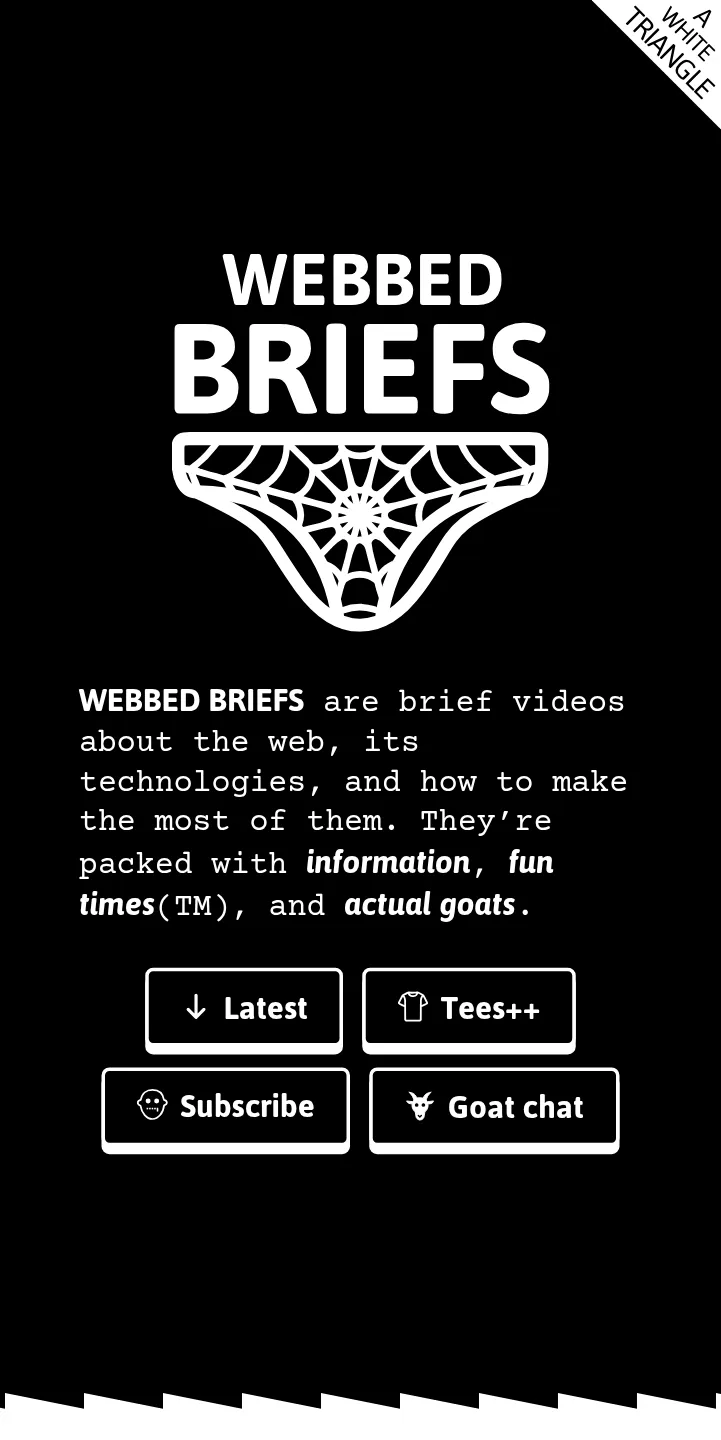 A
WHITE
TRIANGLE
WEBBED
BRIEFS
WEBBED BRIEFS are brief videos
about the web, its
technologies, and how to make
the most of them. They’re
packed with information, fun
times(TM), and actual goats.
Latest
Tees++
Subscribe
Goat chat